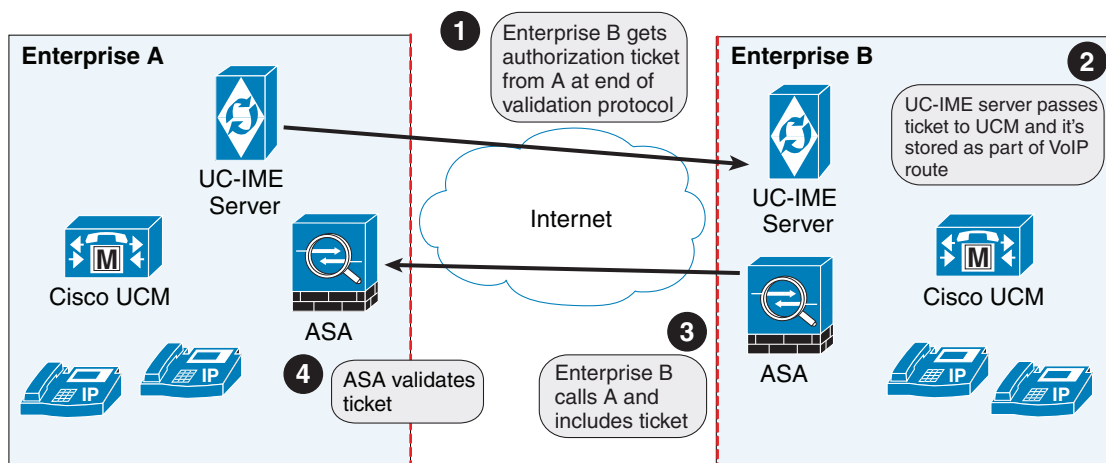 Enterprise A
1
Enterprise B gets
authorization ticket
from A at end of
validation protocol
Enterprise B
2
UC-IME server passes
ticket to UCM and it's
stored as part of VoIP
route
UC-IME
Server
Internet
UC-IME
Server
M
Cisco UCM
ASA
M
Cisco UCM
ASA
IP
IP
4
ASA validates
ticket
3
Enterprise B
calls A and
includes ticket
IP
IP